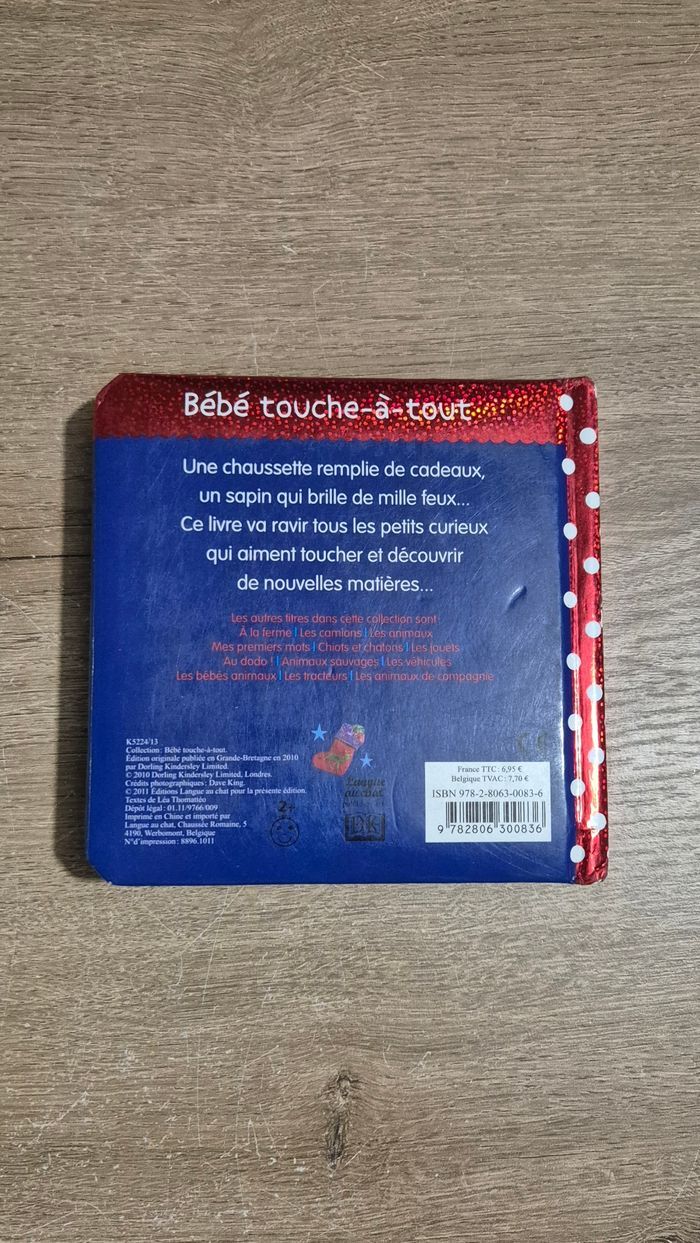 Bébé touche-à-tout
Une chaussette remplie de cadeaux,
un sapin qui brille de mille feux...
Ce livre va ravir tous les petits curieux
qui aiment toucher et découvrir
de nouvelles matières...
Les autres titres dans cette collection sont :
À la ferme | Les camions | Les animaux
Mes premiers mots | Chiots et chatons | Les jouets
Au dodo ! | Animaux sauvages | Les véhicules
Les bébés animaux | Les tracteurs | Les animaux de compagnie
K5224/13
Collection : Bébé touche-à-tout.
Édition originale publiée en Grande-Bretagne en 2010
par Dorling Kindersley Limited.
© 2010 Dorling Kindersley Limited, Londres.
Crédits photographiques : Dave King.
© 2011 Éditions Langue au chat pour la présente édition.
Textes de Léa Thomattéo
Dépôt légal : 01.11/9766/009
Imprimé en Chine et importé par
Langue au chat, Chaussée Romaine, 5
4190, Werbomont, Belgique
N° d'impression : 8896.1011
2+
Langue
au chat
DK
CE
France TTC : 6,95 €
Belgique TVAC : 7,70 €
ISBN 978-2-8063-0083-6
9 782806 300836